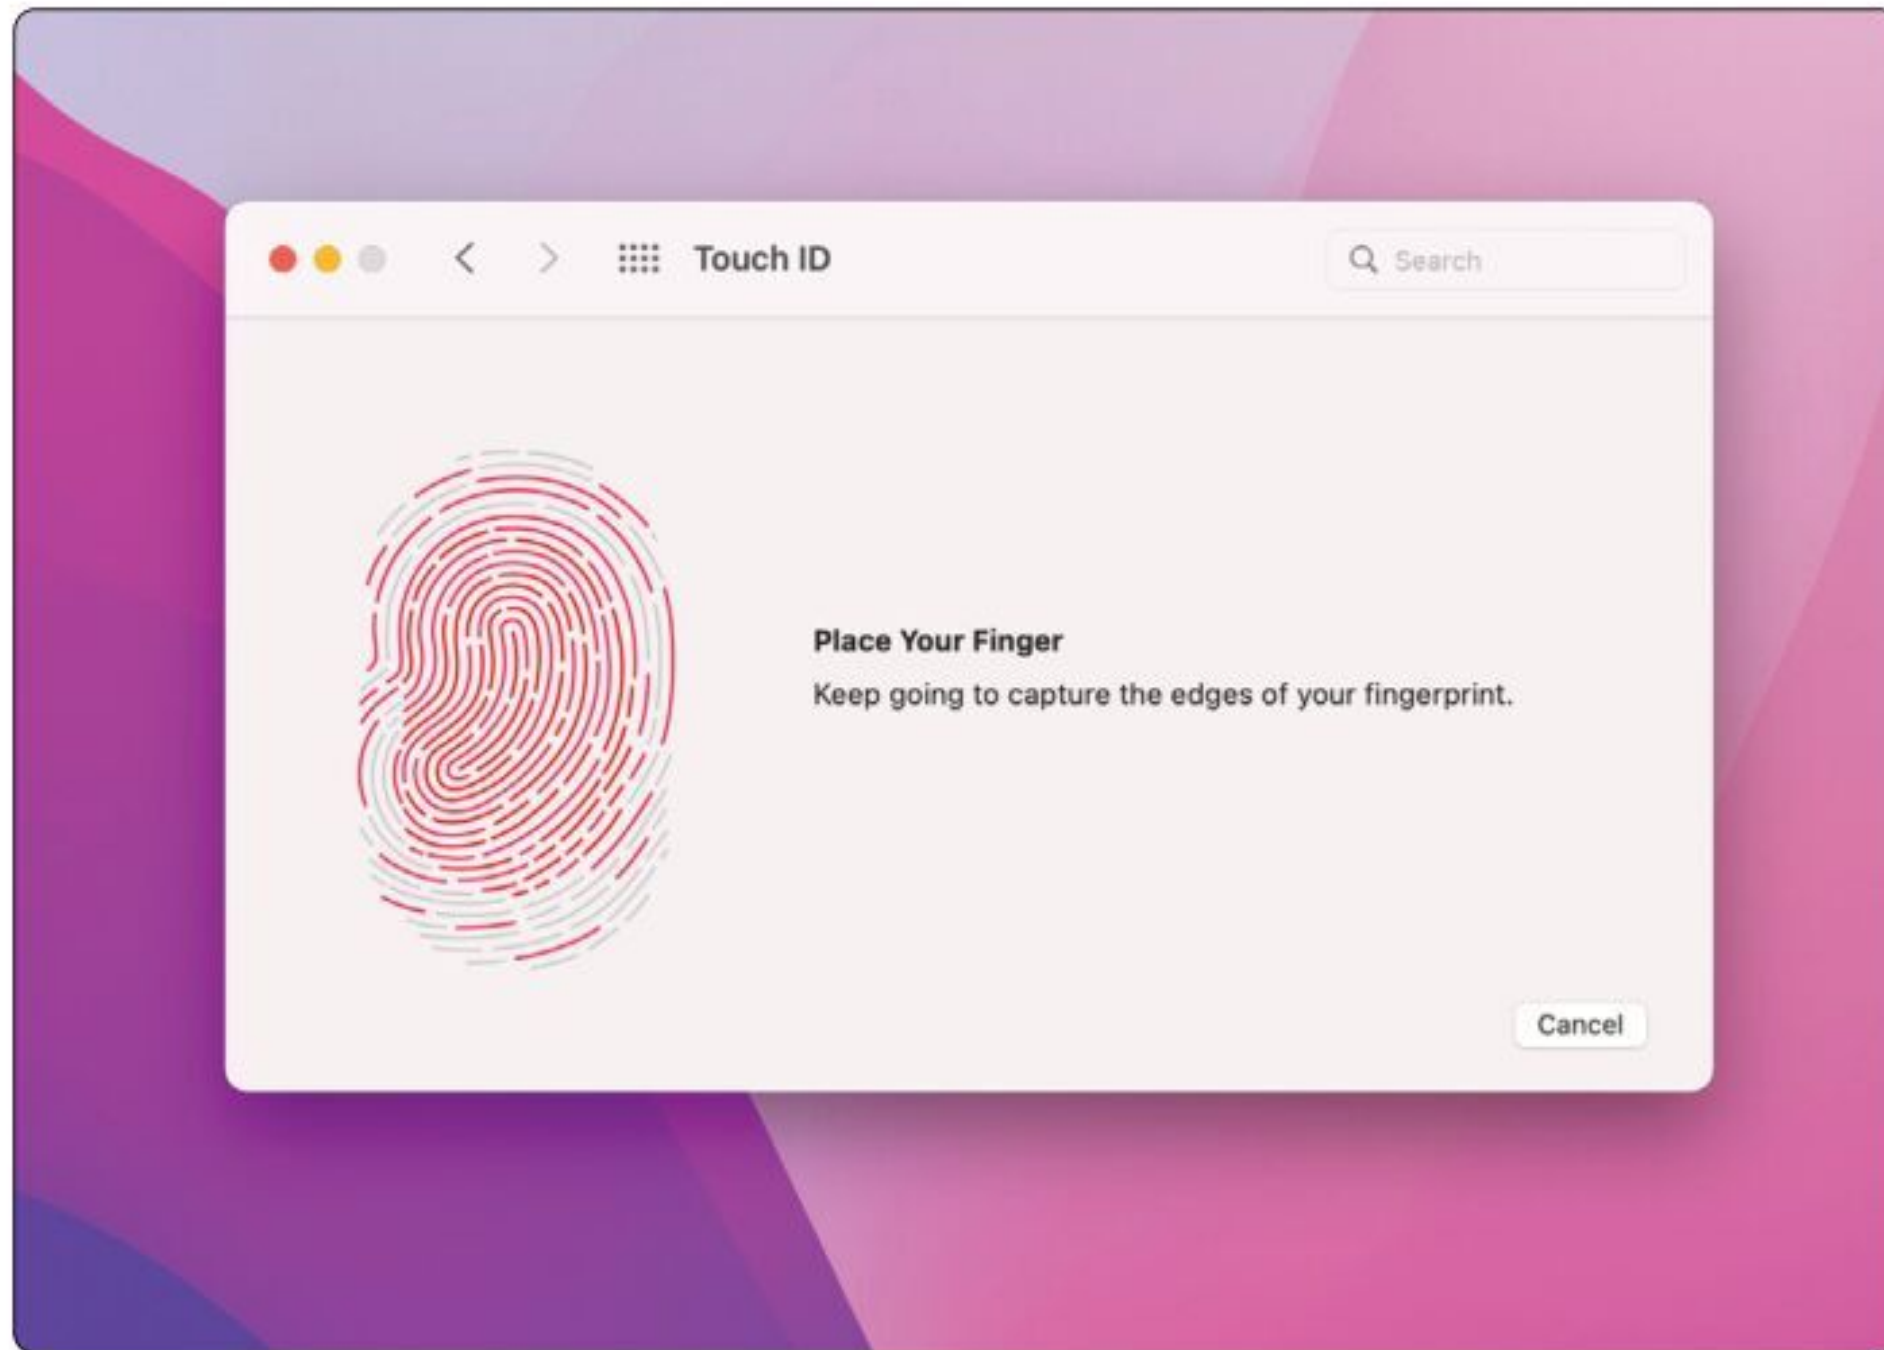 Touch ID
Search
Place Your Finger
Keep going to capture the edges of your fingerprint.
Cancel